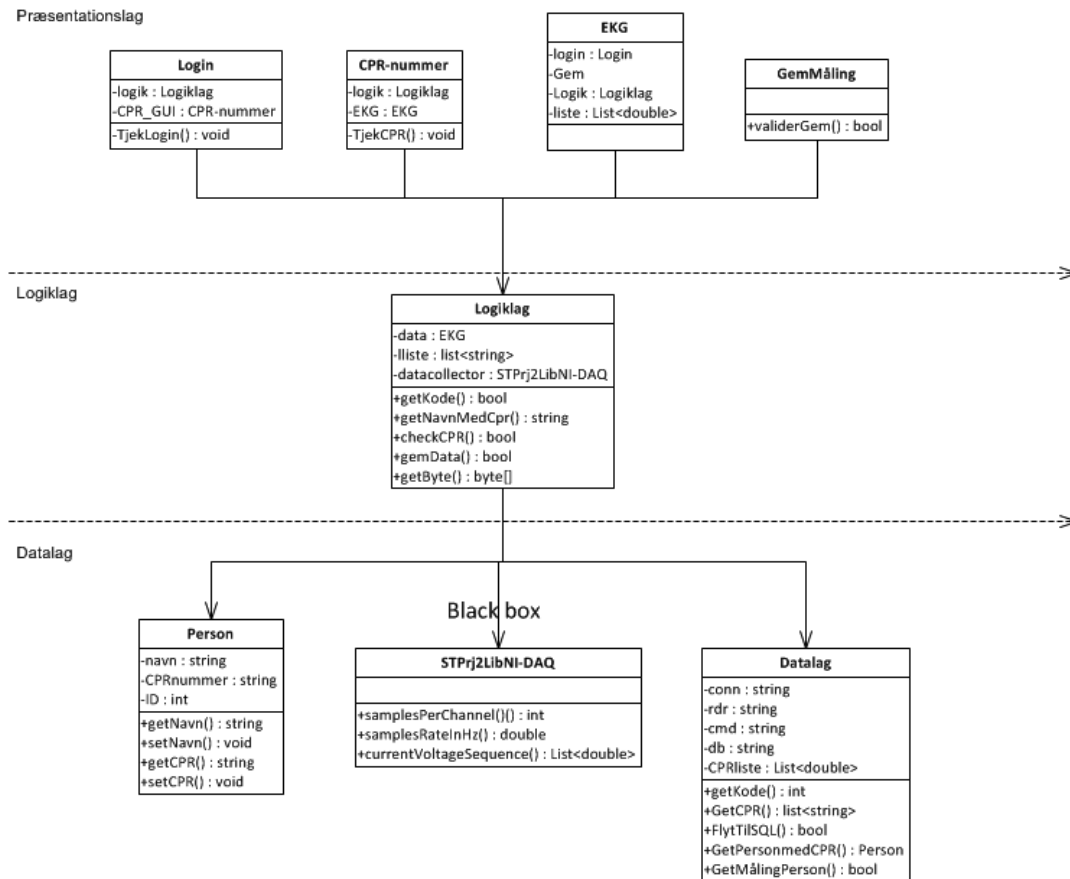 Præsentationslag
Login
-logik : Logiklag
-CPR_GUI : CPR-nummer
-TjekLogin() : void
CPR-nummer
-logik : Logiklag
-EKG : EKG
-TjekCPR() : void
EKG
-login : Login
-Gem
-Logik : Logiklag
-liste : List<double>
GemMåling
+validerGem() : bool
Logiklag
Logiklag
-data : EKG
-lliste : list<string>
-datacollector : STPrj2LibNI-DAQ
+getKode() : bool
+getNavnMedCpr() : string
+checkCPR() : bool
+gemData() : bool
+getByte() : byte[]
Datalag
Person
-navn : string
-CPRnummer : string
-ID : int
+getNavn() : string
+setNavn() : void
+getCPR() : string
+setCPR() : void
Black box
STPrj2LibNI-DAQ
+samplesPerChannel()() : int
+samplesRateInHz() : double
+currentVoltageSequence() : List<double>
Datalag
-conn : string
-rdr : string
-cmd : string
-db : string
-CPRliste : List<double>
+getKode() : int
+GetCPR() : list<string>
+FlytTilSQL() : bool
+GetPersonmedCPR() : Person
+GetMålingPerson() : bool